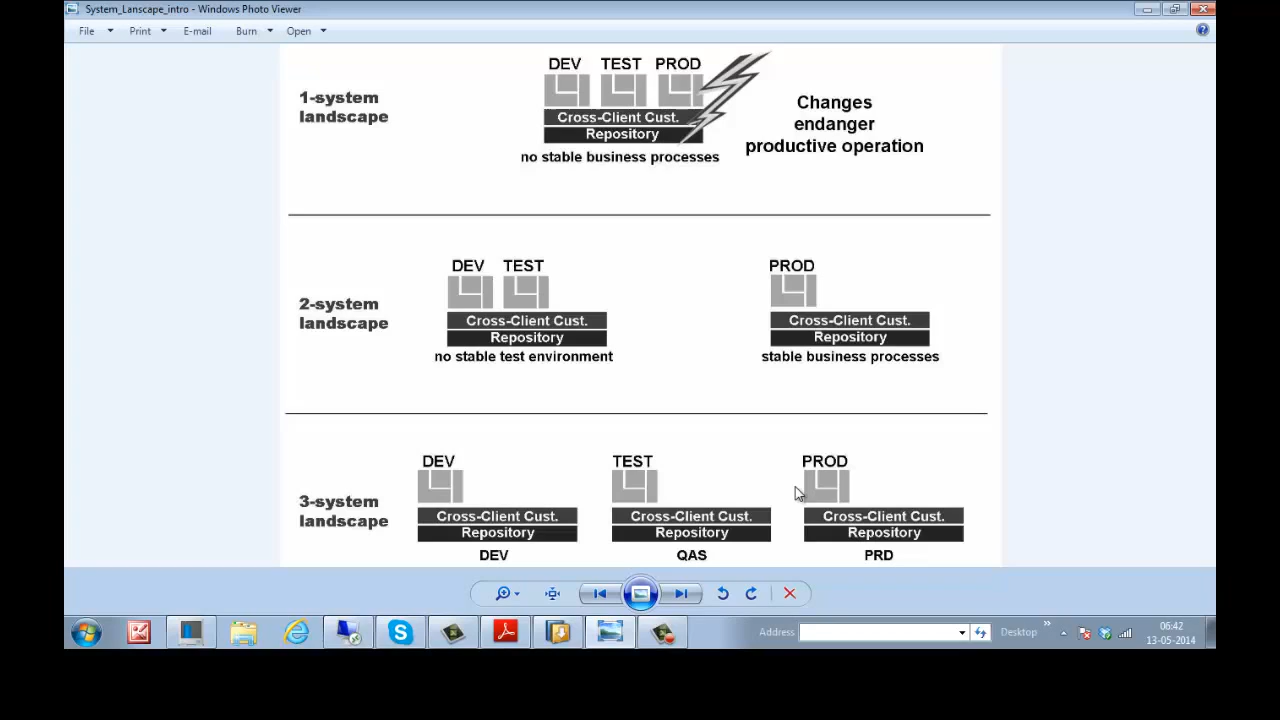 System_Lanscape_intro - Windows Photo Viewer
File Print E-mail Burn Open
DEV TEST PROD
1-system
landscape
Cross-Client Cust.
Repository
no stable business processes
Changes
endanger
productive operation
2-system
landscape
DEV TEST
Cross-Client Cust.
Repository
no stable test environment
PROD
Cross-Client Cust.
Repository
stable business processes
3-system
landscape
DEV
Cross-Client Cust.
Repository
DEV
TEST
Cross-Client Cust.
Repository
QAS
PROD
Cross-Client Cust.
Repository
PRD
Address
Desktop
06:42
13-05-2014